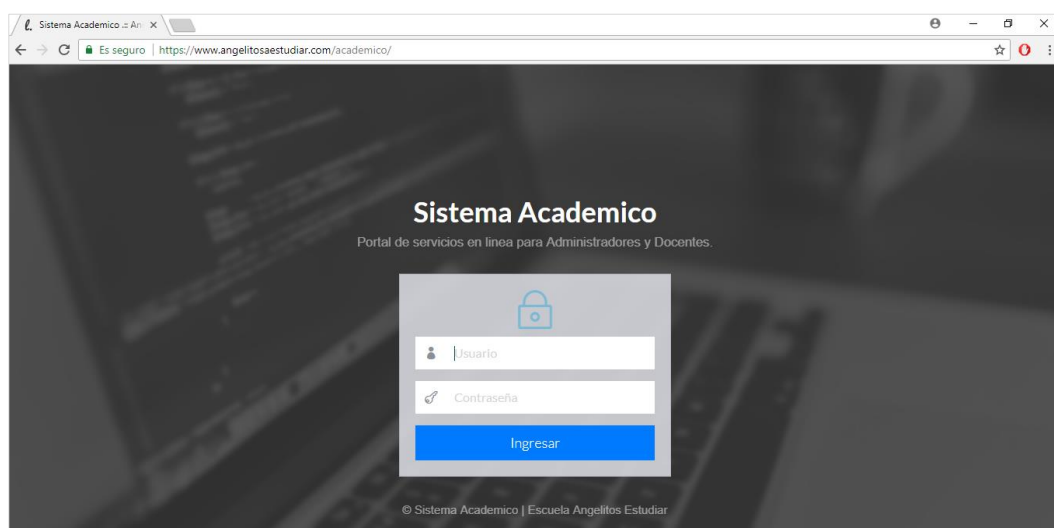 Sistema Academico .:: An
Es seguro | https://www.angelitosaestudiar.com/academico/
Sistema Academico
Portal de servicios en linea para Administradores y Docentes.
Usuario
Contraseña
Ingresar
© Sistema Academico | Escuela Angelitos Estudiar